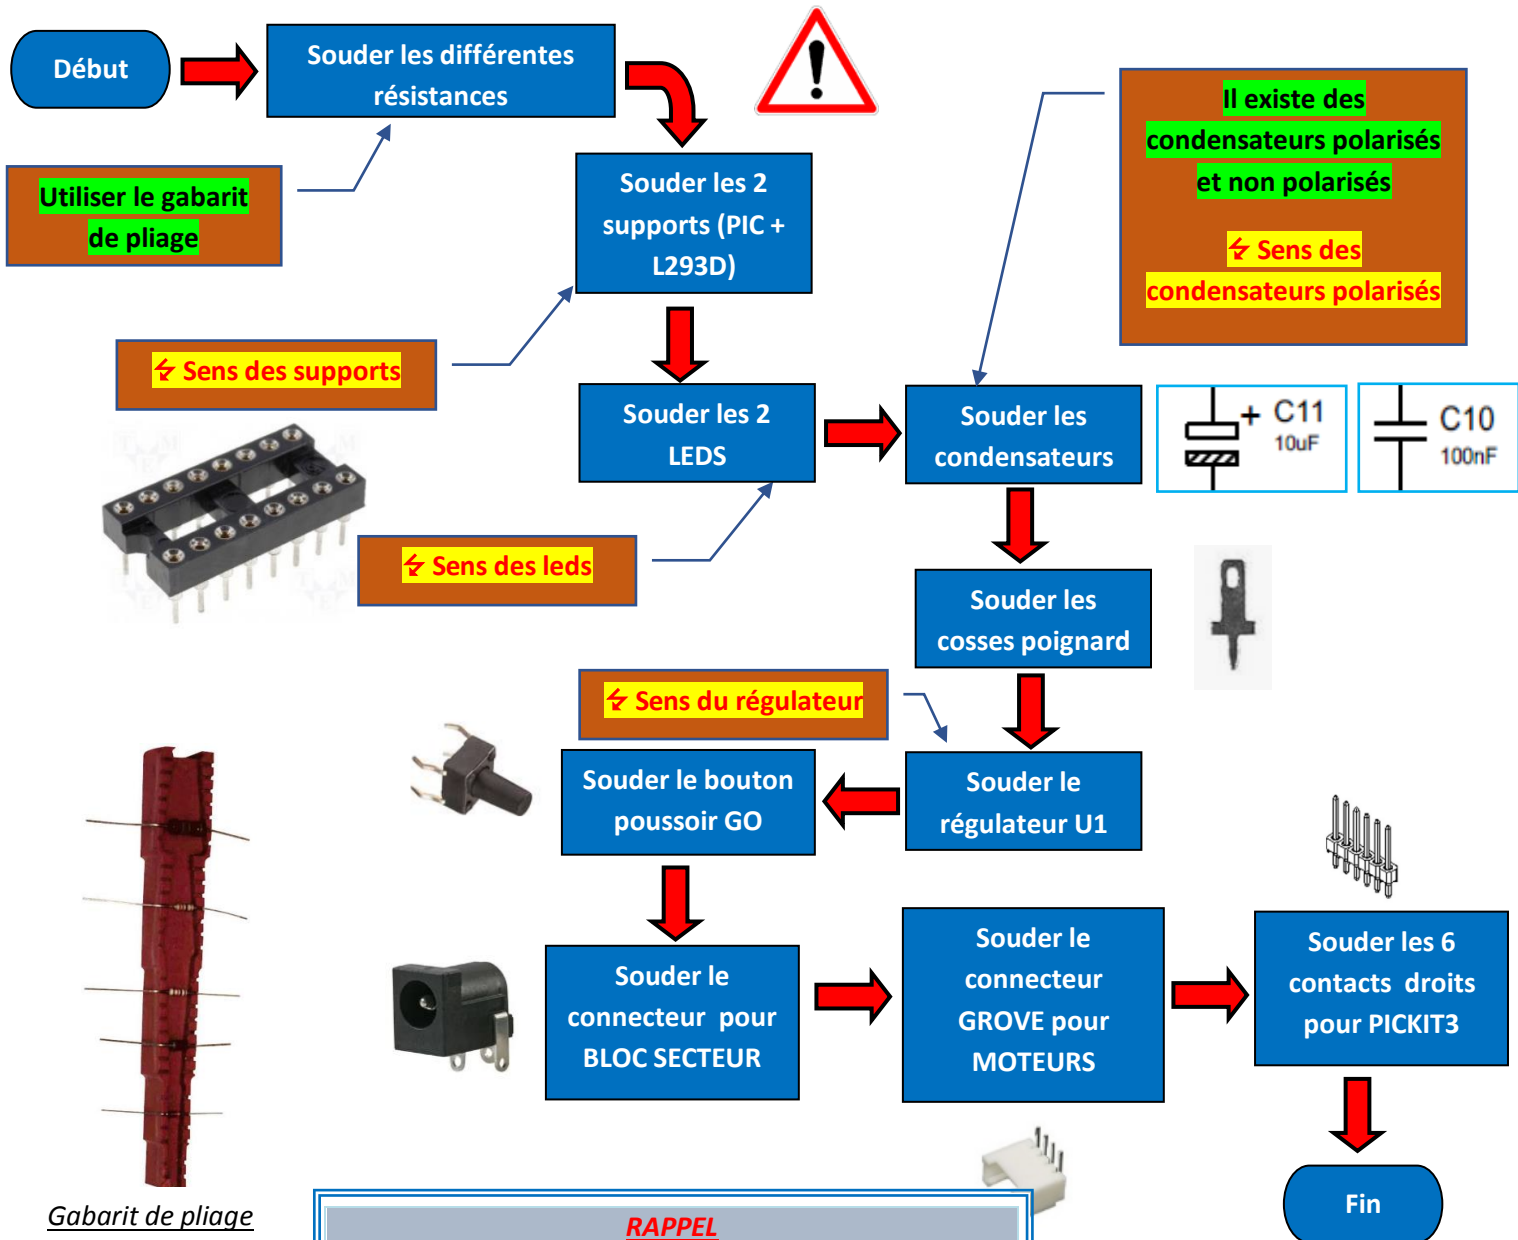 Début
Souder les différentes
résistances
Utiliser le gabarit
de pliage
Souder les 2
supports (PIC +
L293D)
Il existe des
condensateurs polarisés
et non polarisés
Sens des
condensateurs polarisés
Sens des supports
Souder les 2
LEDS
Souder les
condensateurs
+ C11
10uF
C10
100nF
Sens des leds
Souder les
cosses poignard
Sens du régulateur
Souder le bouton
poussoir GO
Souder le
régulateur U1
Souder le
connecteur pour
BLOC SECTEUR
Souder le
connecteur
GROVE pour
MOTEURS
Souder les 6
contacts droits
pour PICKIT3
Fin
Gabarit de pliage
RAPPEL